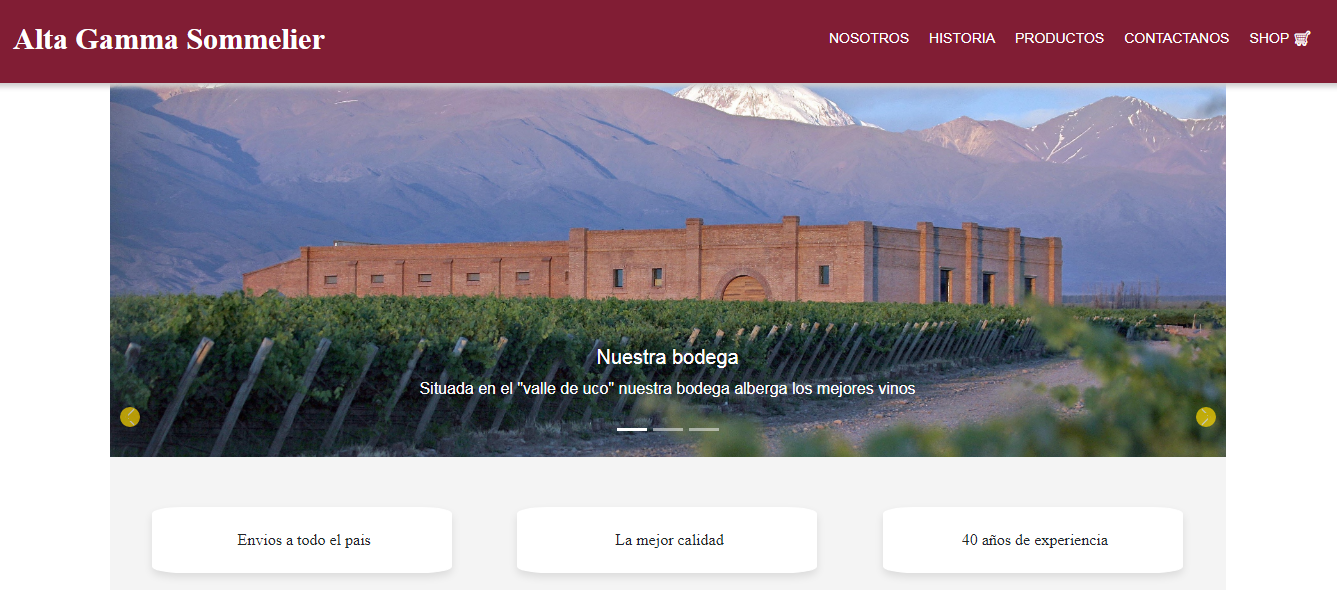 Alta Gamma Sommelier
NOSOTROS HISTORIA PRODUCTOS CONTACTANOS SHOP
Nuestra bodega
Situada en el "valle de uco" nuestra bodega alberga los mejores vinos
Envíos a todo el pais
La mejor calidad
40 años de experiencia